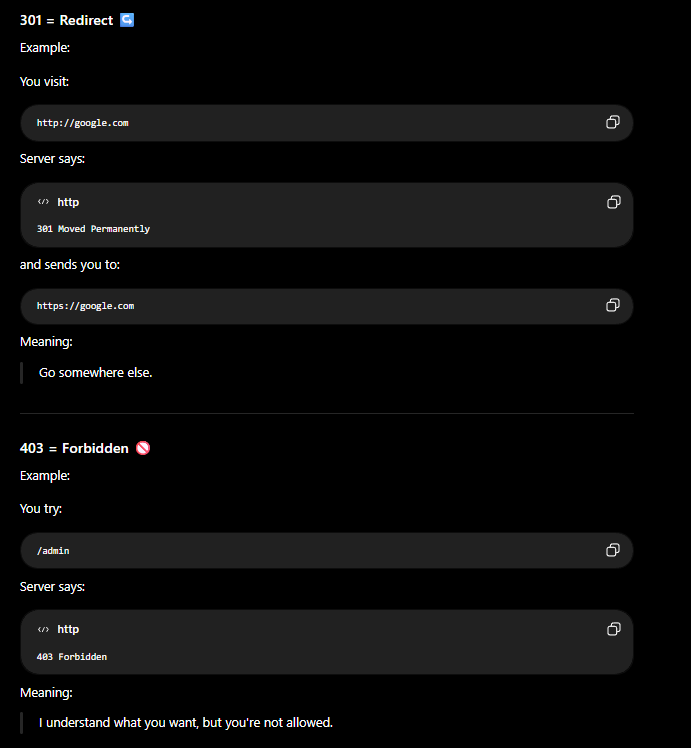 301 = Redirect ↪️
Example:
You visit:
http://google.com
Server says:
</> http
301 Moved Permanently
and sends you to:
https://google.com
Meaning:
Go somewhere else.
403 = Forbidden 🚫
Example:
You try:
/admin
Server says:
</> http
403 Forbidden
Meaning:
I understand what you want, but you're not allowed.